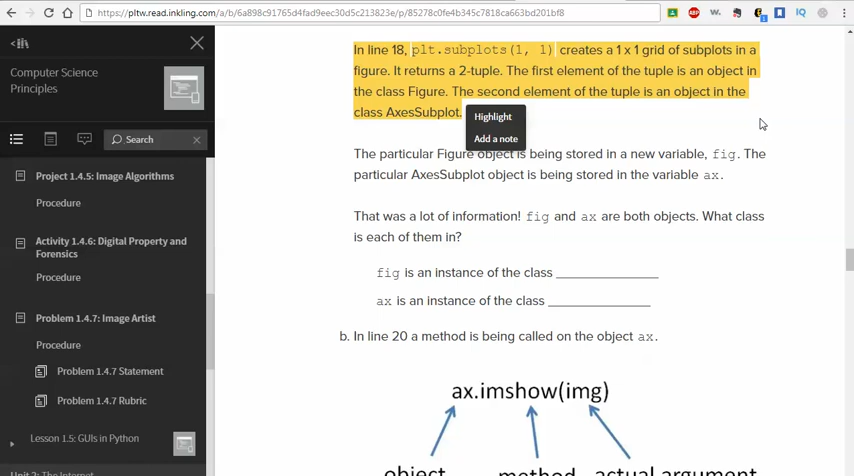 https://pltw.read.inkling.com/a/b/6a898c91765d4fad9eec30d5c213823e/p/85278c0fe4b345c7818ca663bd201bf8
Computer Science
Principles
Search
Project 1.4.5: Image Algorithms
Procedure
Activity 1.4.6: Digital Property and
Forensics
Procedure
Problem 1.4.7: Image Artist
Procedure
Problem 1.4.7 Statement
Problem 1.4.7 Rubric
Lesson 1.5: GUIs in Python
In line 18, plt.subplots(1, 1) creates a 1 x 1 grid of subplots in a
figure. It returns a 2-tuple. The first element of the tuple is an object in
the class Figure. The second element of the tuple is an object in the
class AxesSubplot.
Highlight
Add a note
The particular Figure object is being stored in a new variable, fig. The
particular AxesSubplot object is being stored in the variable ax.
That was a lot of information! fig and ax are both objects. What class
is each of them in?
fig is an instance of the class _______________
ax is an instance of the class _______________
b. In line 20 a method is being called on the object ax.
ax.imshow(img)
object method actual argument